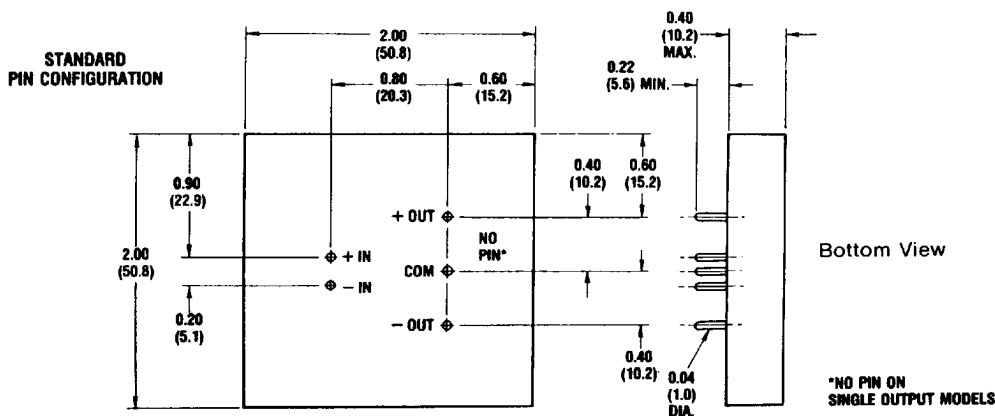 STANDARD
PIN CONFIGURATION
2.00
(50.8)
0.80
(20.3)
0.60
(15.2)
0.40
(10.2)
MAX.
0.22
(5.6) MIN.
0.90
(22.9)
2.00
(50.8)
0.20
(5.1)
+ IN
− IN
+ OUT
COM
− OUT
NO
PIN*
0.40
(10.2)
0.60
(15.2)
0.40
(10.2)
0.04
(1.0)
DIA.
Bottom View
*NO PIN ON
SINGLE OUTPUT MODELS